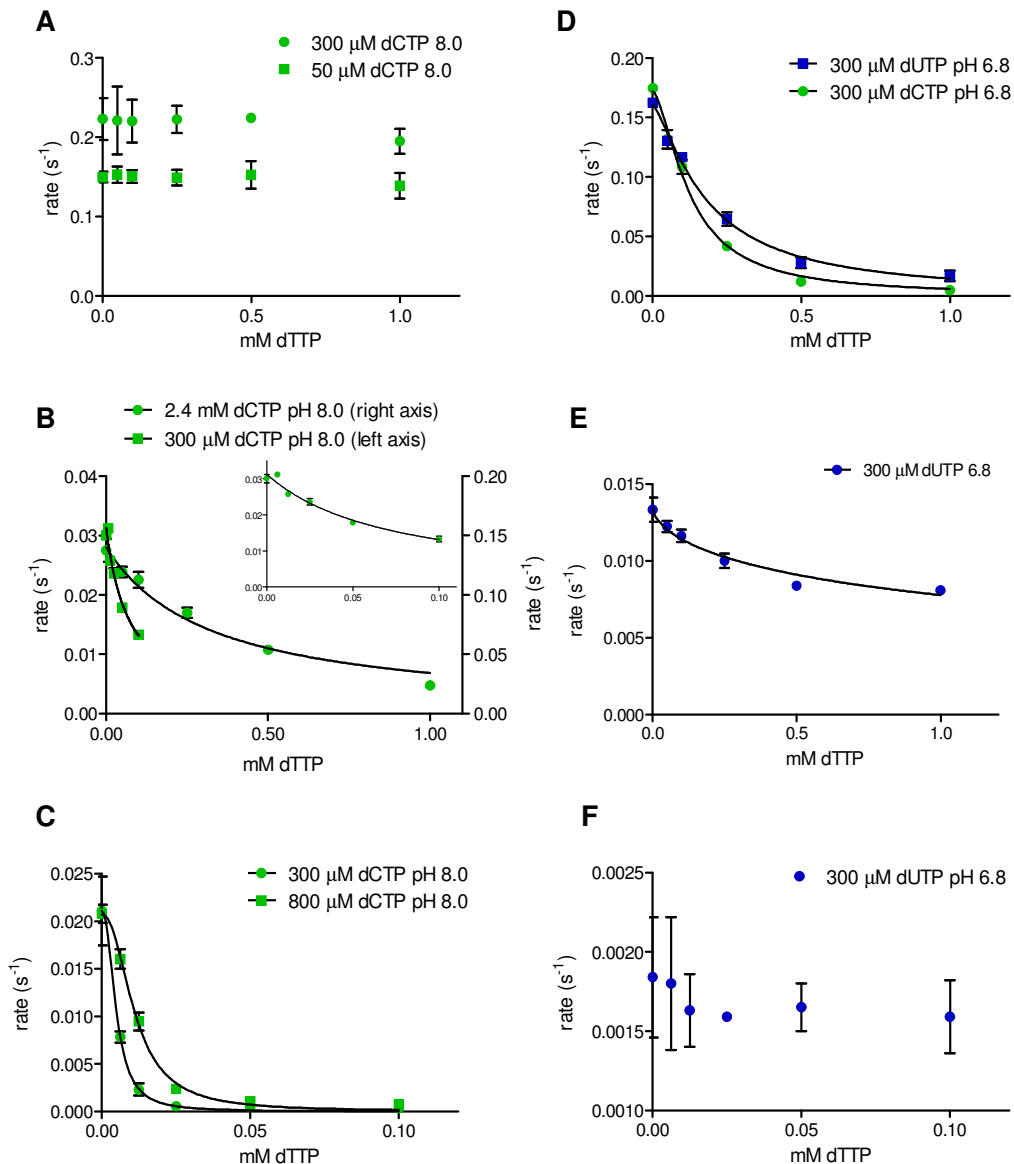 A
300 μM dCTP 8.0
50 μM dCTP 8.0
0.3
0.2
0.1
0.0
rate (s-1)
0.0 0.5 1.0
mM dTTP
D
300 μM dUTP pH 6.8
300 μM dCTP pH 6.8
0.20
0.15
0.10
0.05
0.00
rate (s-1)
0.0 0.5 1.0
mM dTTP
B
2.4 mM dCTP pH 8.0 (right axis)
300 μM dCTP pH 8.0 (left axis)
0.04
0.03
0.02
0.01
0.00
rate (s-1)
0.03
0.02
0.01
0.00
0.00 0.05 0.10
0.20
0.15
0.10
0.05
0.00
rate (s-1)
0.00 0.50 1.00
mM dTTP
E
300 μM dUTP 6.8
0.015
0.010
0.005
0.000
rate (s-1)
0.0 0.5 1.0
mM dTTP
C
300 μM dCTP pH 8.0
800 μM dCTP pH 8.0
0.025
0.020
0.015
0.010
0.005
0.000
rate (s-1)
0.00 0.05 0.10
mM dTTP
F
300 μM dUTP pH 6.8
0.0025
0.0020
0.0015
0.0010
rate (s-1)
0.00 0.05 0.10
mM dTTP